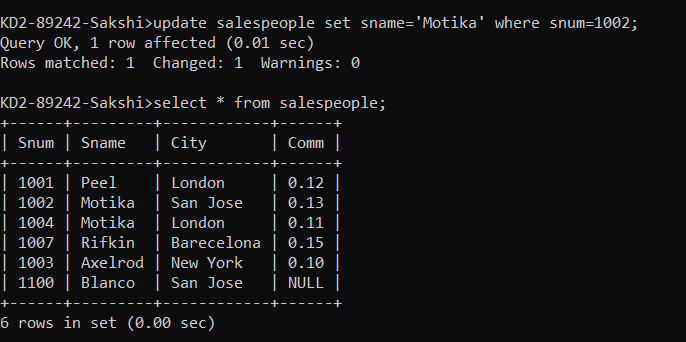 KD2-89242-Sakshi>update salespeople set sname='Motika' where snum=1002;
Query OK, 1 row affected (0.01 sec)
Rows matched: 1  Changed: 1  Warnings: 0

KD2-89242-Sakshi>select * from salespeople;
+------+---------+------------+------+
| Snum | Sname   | City       | Comm |
+------+---------+------------+------+
| 1001 | Peel    | London     | 0.12 |
| 1002 | Motika  | San Jose   | 0.13 |
| 1004 | Motika  | London     | 0.11 |
| 1007 | Rifkin  | Barecelona | 0.15 |
| 1003 | Axelrod | New York   | 0.10 |
| 1100 | Blanco  | San Jose   | NULL |
+------+---------+------------+------+
6 rows in set (0.00 sec)